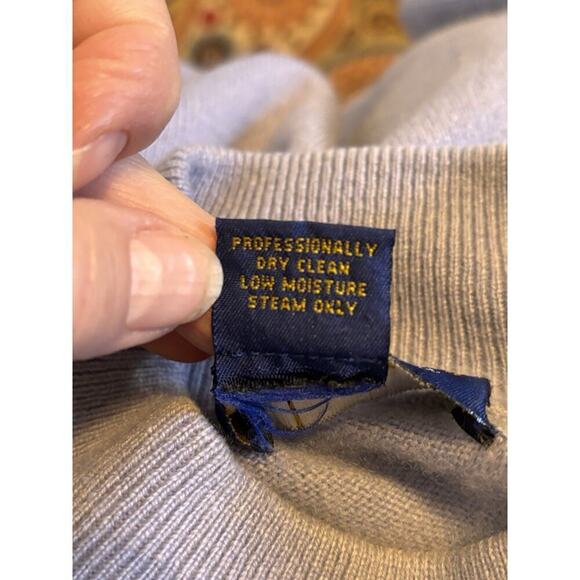 PROFESSIONALLY
DRY CLEAN
LOW MOISTURE
STEAM ONLY